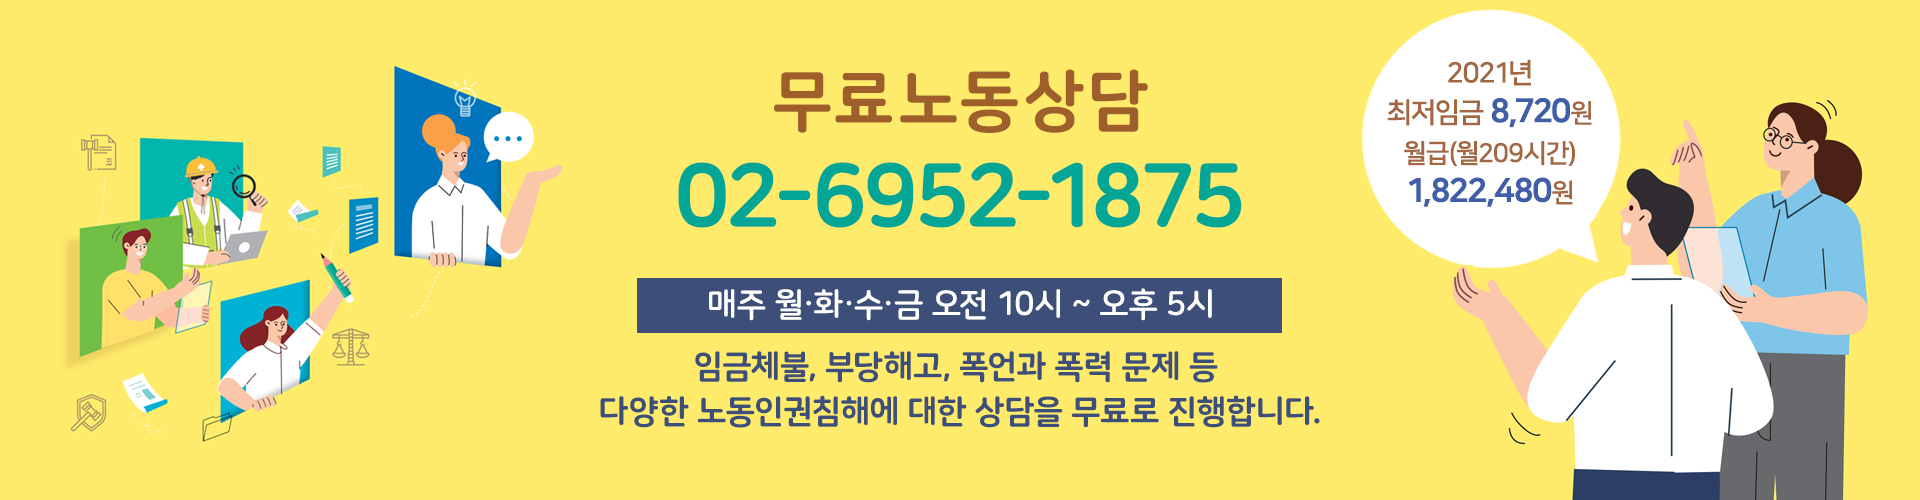 무료노동상담
02-6952-1875
매주 월·화·수·금 오전 10시 ~ 오후 5시
임금체불, 부당해고, 폭언과 폭력 문제 등
다양한 노동인권침해에 대한 상담을 무료로 진행합니다.
2021년
최저임금 8,720원
월급(월209시간)
1,822,480원